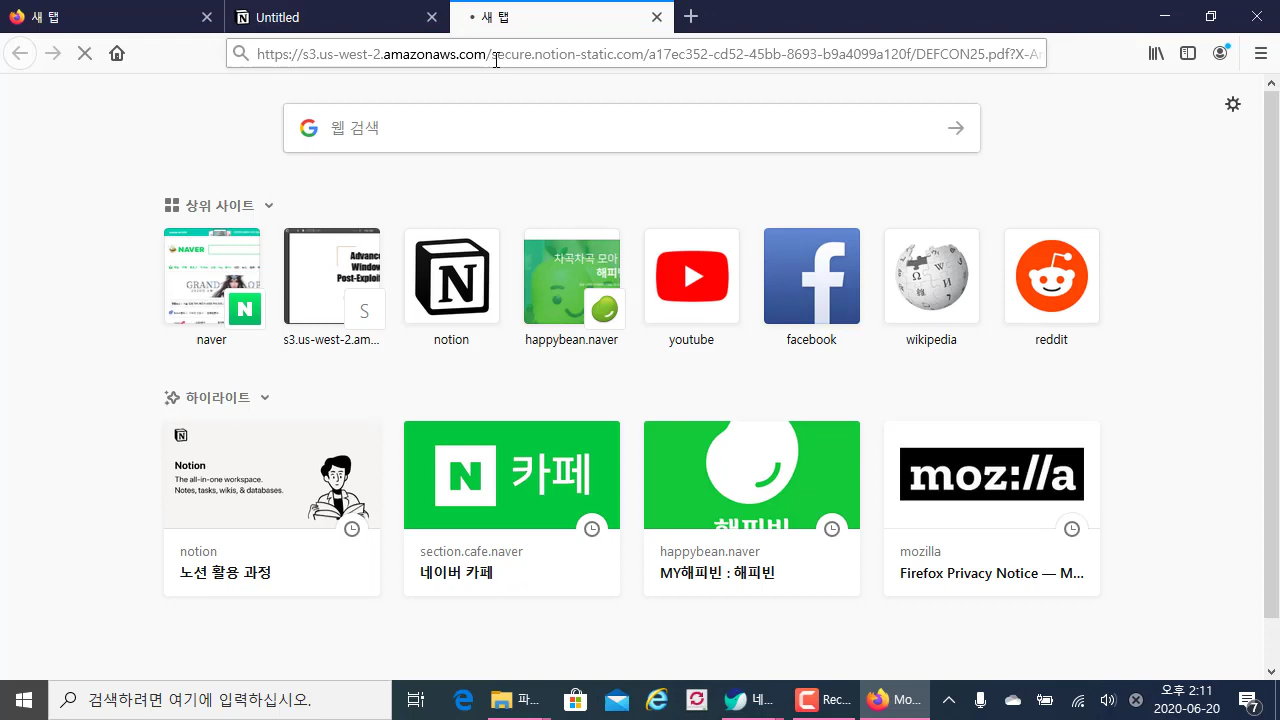 새 탭
Untitled
• 새 탭
https://s3.us-west-2.amazonaws.com/secure.notion-static.com/a17ec352-cd52-45bb-8693-b9a4099a120f/DEFCON25.pdf?X-Ar
웹 검색
상위 사이트
NAVER
GRAND
N
Advance
Window
Post-Exploit
S
N
차곡차곡 모아
해피
f
naver
s3.us-west-2.am...
notion
happybean.naver
youtube
facebook
wikipedia
reddit
하이라이트
Notion
The all-in-one workspace.
Notes, tasks, wikis, & databases.
N 카페
해피빈
moz://a
notion
노션 활용 과정
section.cafe.naver
네이버 카페
happybean.naver
MY해피빈 : 해피빈
mozilla
Firefox Privacy Notice — M...
검색하려면 여기에 입력하십시오.
파...
네...
Rec...
Mo...
오후 2:11
2020-06-20
7